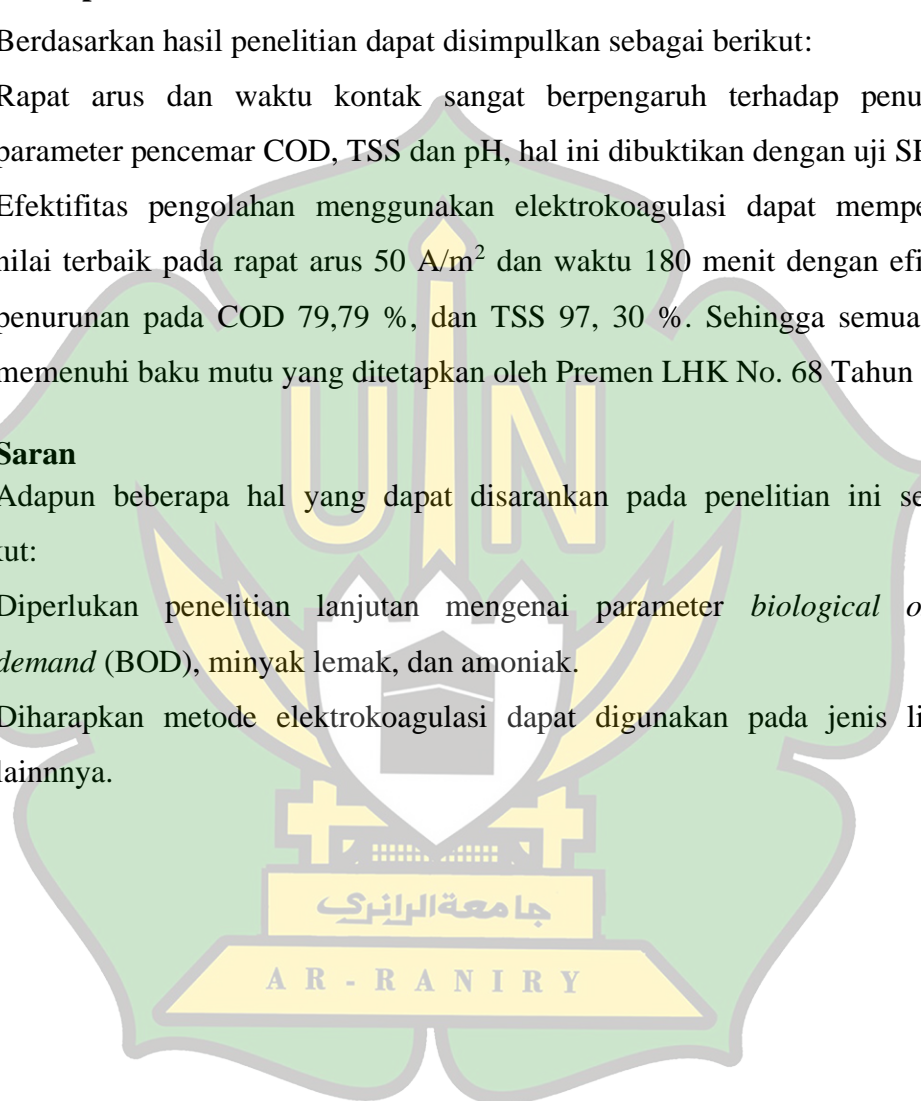 Berdasarkan hasil penelitian dapat disimpulkan sebagai berikut:
Rapat arus dan waktu kontak sangat berpengaruh terhadap penu
parameter pencemar COD, TSS dan pH, hal ini dibuktikan dengan uji SP
Efektifitas pengolahan menggunakan elektrokoagulasi dapat mempe
nilai terbaik pada rapat arus 50 A/m² dan waktu 180 menit dengan efi
penurunan pada COD 79,79 %, dan TSS 97, 30 %. Sehingga semua
memenuhi baku mutu yang ditetapkan oleh Premen LHK No. 68 Tahun
Saran
Adapun beberapa hal yang dapat disarankan pada penelitian ini se
kut:
Diperlukan penelitian lanjutan mengenai parameter biological o
demand (BOD), minyak lemak, dan amoniak.
Diharapkan metode elektrokoagulasi dapat digunakan pada jenis li
lainnnya.
UIN
جامعة الرانري
AR-RANIRY